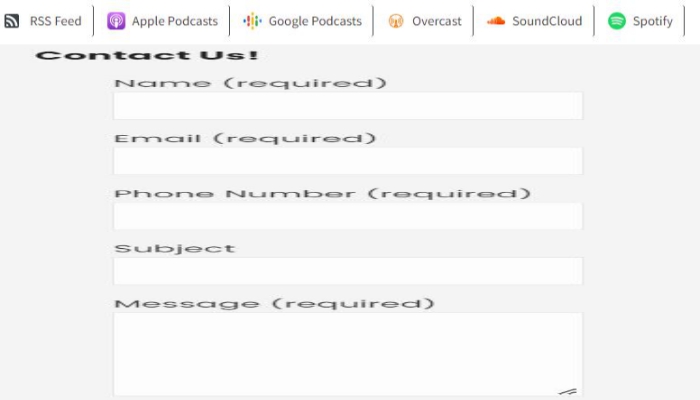 RSS Feed Apple Podcasts Google Podcasts Overcast SoundCloud Spotify
Contact Us!
Name (required)
Email (required)
Phone Number (required)
Subject
Message (required)